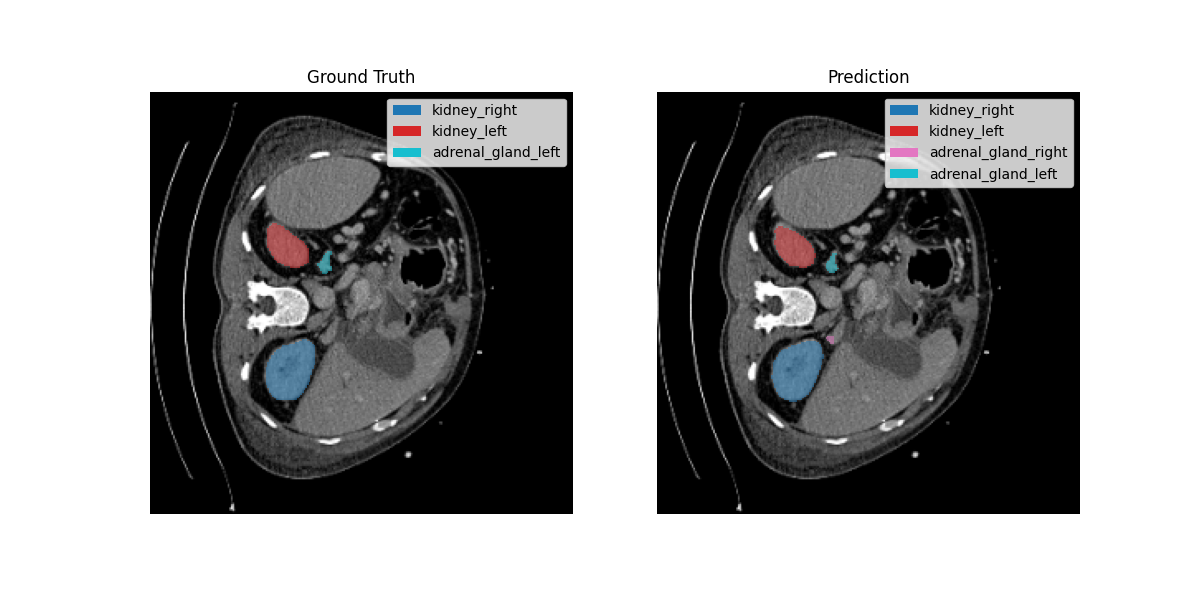 Ground Truth
kidney_right
kidney_left
adrenal_gland_left
Prediction
kidney_right
kidney_left
adrenal_gland_right
adrenal_gland_left